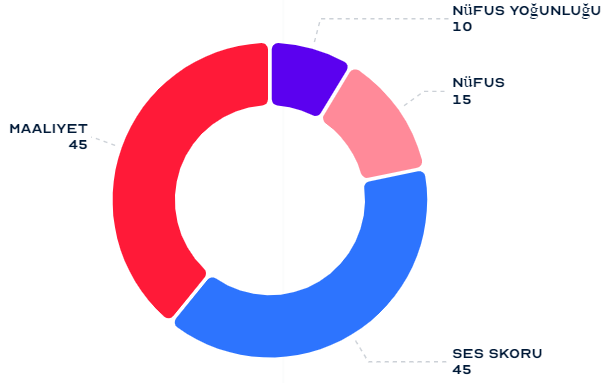 NüFUS YOğUNLUğU
10
NüFUS
15
MAALIYET
45
SES SKORU
45